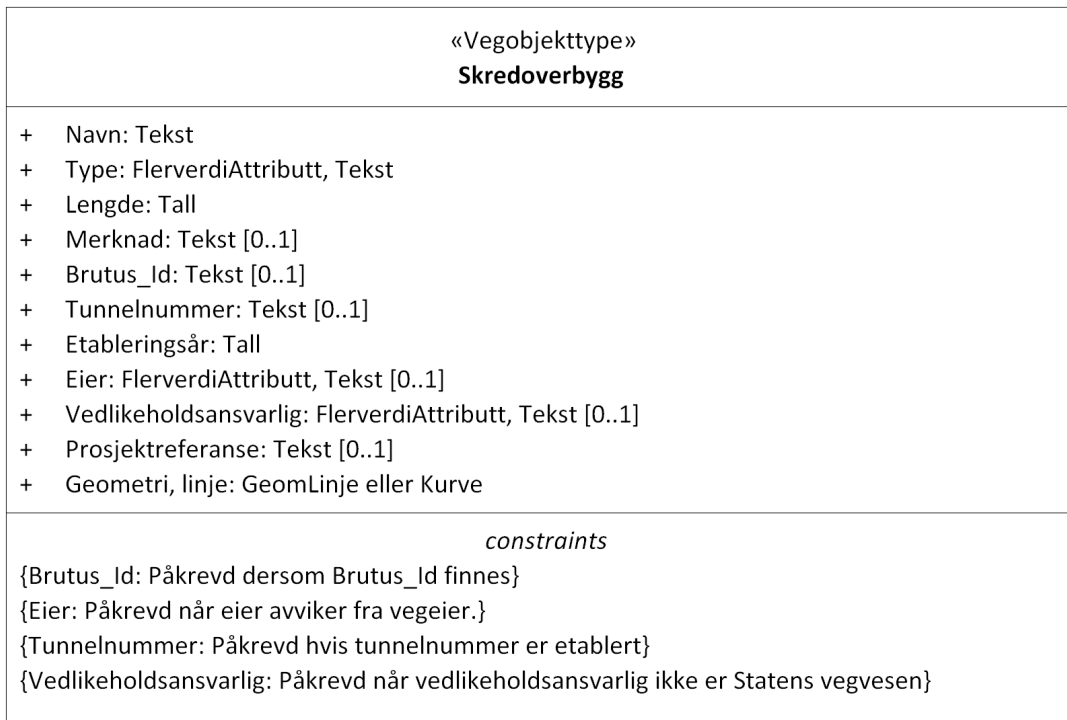 «Vegobjekttype»
Skredoverbygg
+ Navn: Tekst
+ Type: FlerverdiAttributt, Tekst
+ Lengde: Tall
+ Merknad: Tekst [0..1]
+ Brutus_Id: Tekst [0..1]
+ Tunnelnummer: Tekst [0..1]
+ Etableringsår: Tall
+ Eier: FlerverdiAttributt, Tekst [0..1]
+ Vedlikeholdsansvarlig: FlerverdiAttributt, Tekst [0..1]
+ Prosjektreferanse: Tekst [0..1]
+ Geometri, linje: GeomLinje eller Kurve
constraints
{Brutus_Id: Påkrevd dersom Brutus_Id finnes}
{Eier: Påkrevd når eier avviker fra vegeier.}
{Tunnelnummer: Påkrevd hvis tunnelnummer er etablert}
{Vedlikeholdsansvarlig: Påkrevd når vedlikeholdsansvarlig ikke er Statens vegvesen}